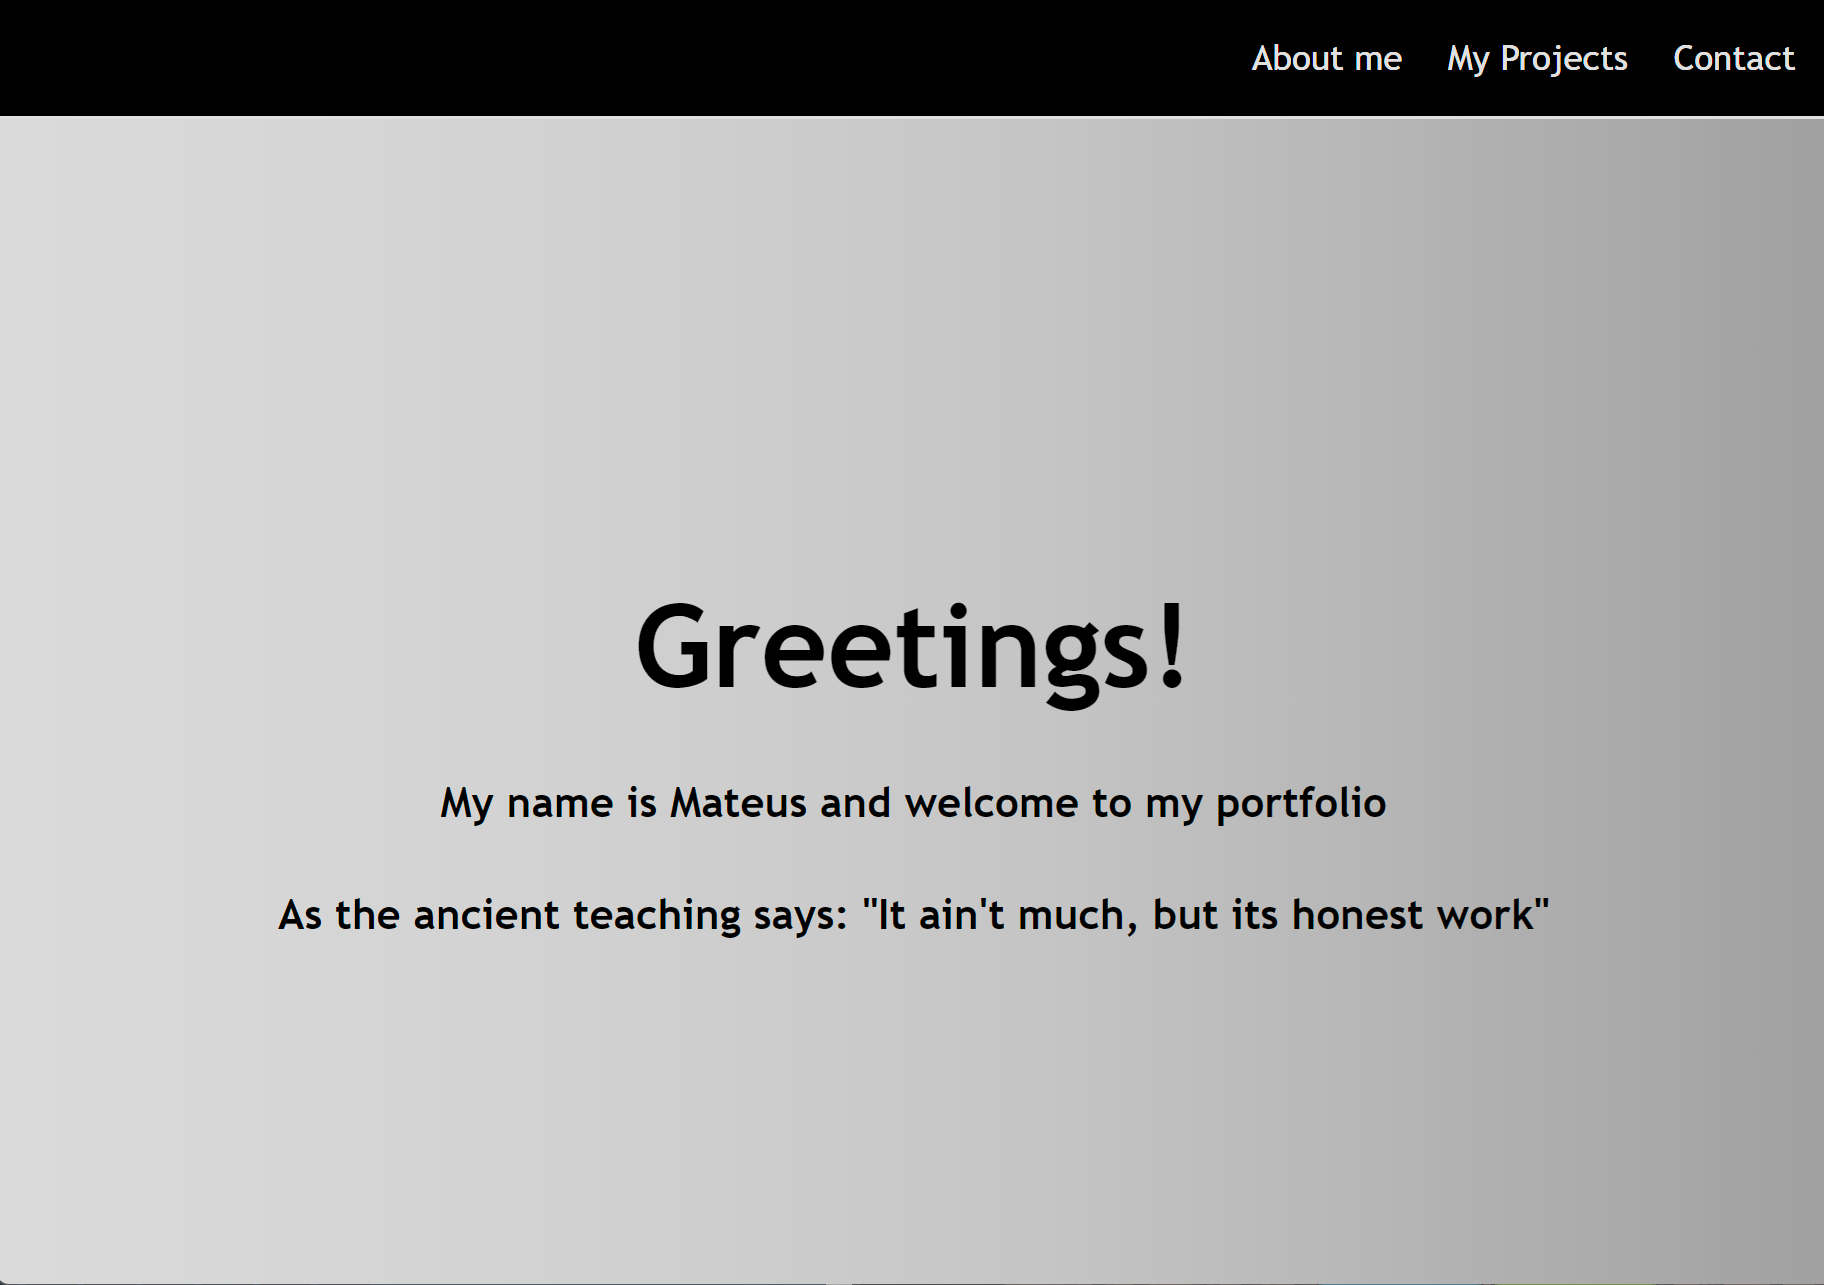 About me My Projects Contact
Greetings!
My name is Mateus and welcome to my portfolio
As the ancient teaching says: "It ain't much, but its honest work"